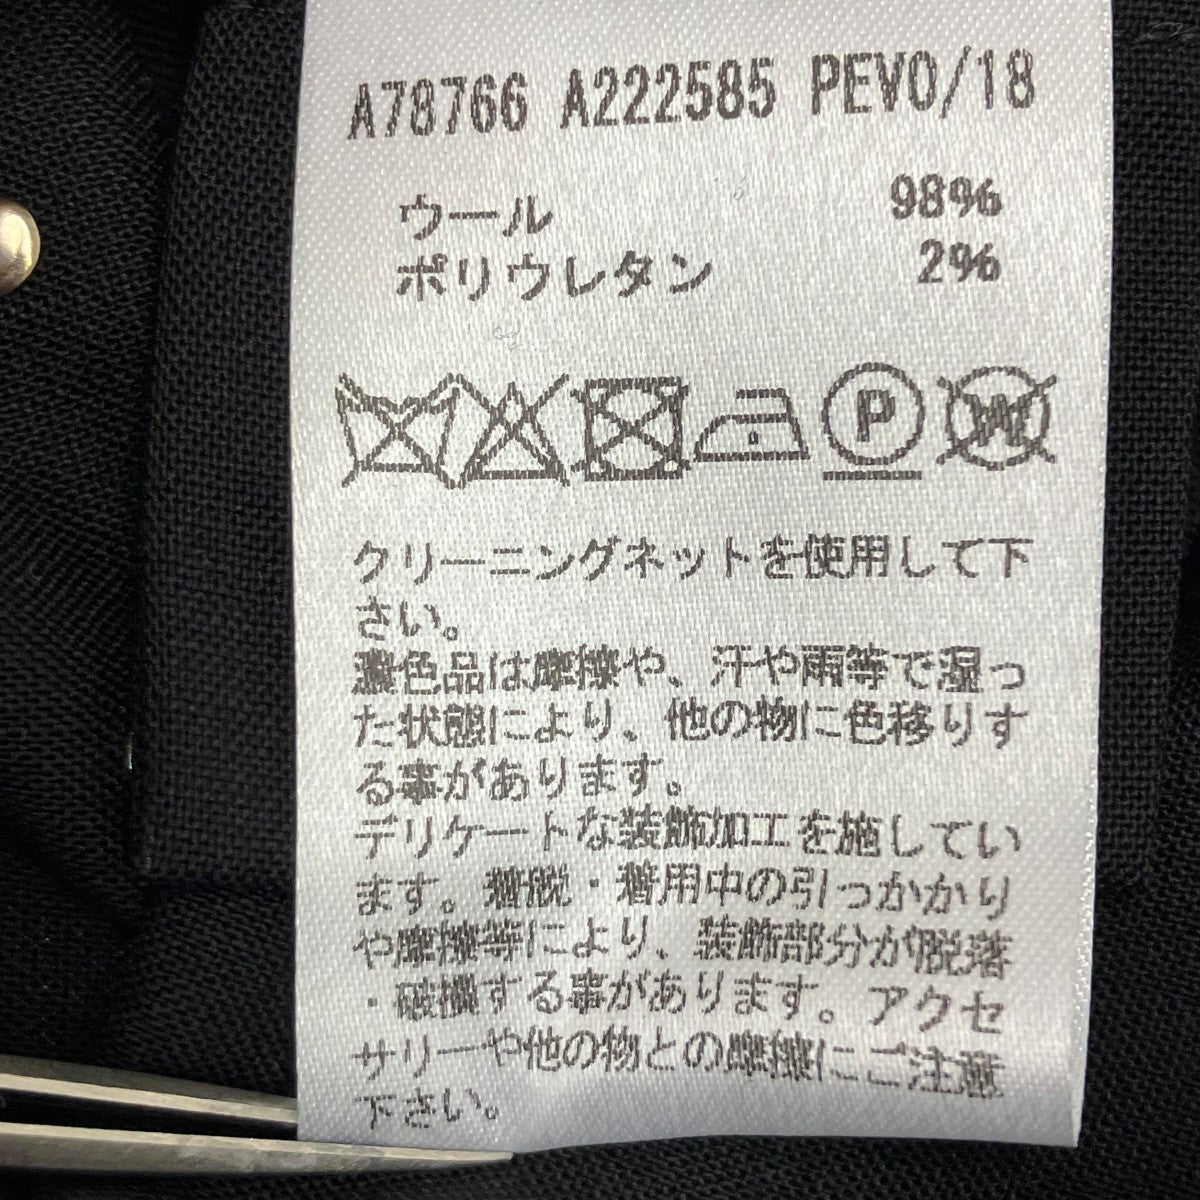 A78766 A222585 PEVO/18
ウール 98%
ポリウレタン 2%
P W
クリーニングネットを使用して下
さい。
濃色品は摩擦や、汗や雨等で湿っ
た状態により、他の物に色移りす
る事があります。
デリケートな装飾加工を施してい
ます。着脱・着用中の引っかかり
や摩擦等により、装飾部分が脱落
・破損する事があります。アクセ
サリーや他の物との摩擦にご注意
下さい。